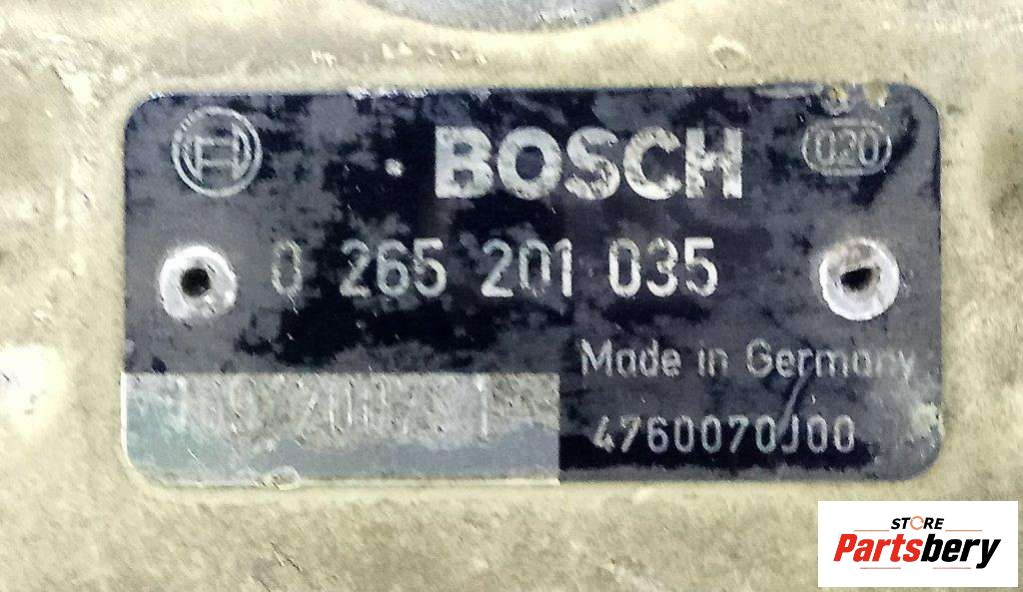 BOSCH
020
0 265 201 035
Made in Germany
4760070J00
STORE
Partsbery